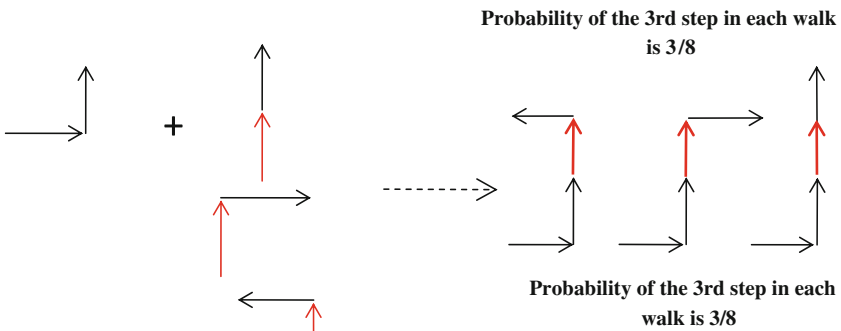 Probability of the 3rd step in each walk
is 3/8
+
Probability of the 3rd step in each
walk is 3/8